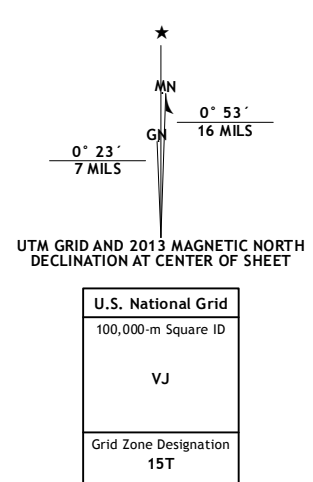 ★
MN
0° 53´
16 MILS
GN
0° 23´
7 MILS
UTM GRID AND 2013 MAGNETIC NORTH
DECLINATION AT CENTER OF SHEET
U.S. National Grid
100,000-m Square ID
VJ
Grid Zone Designation
15T